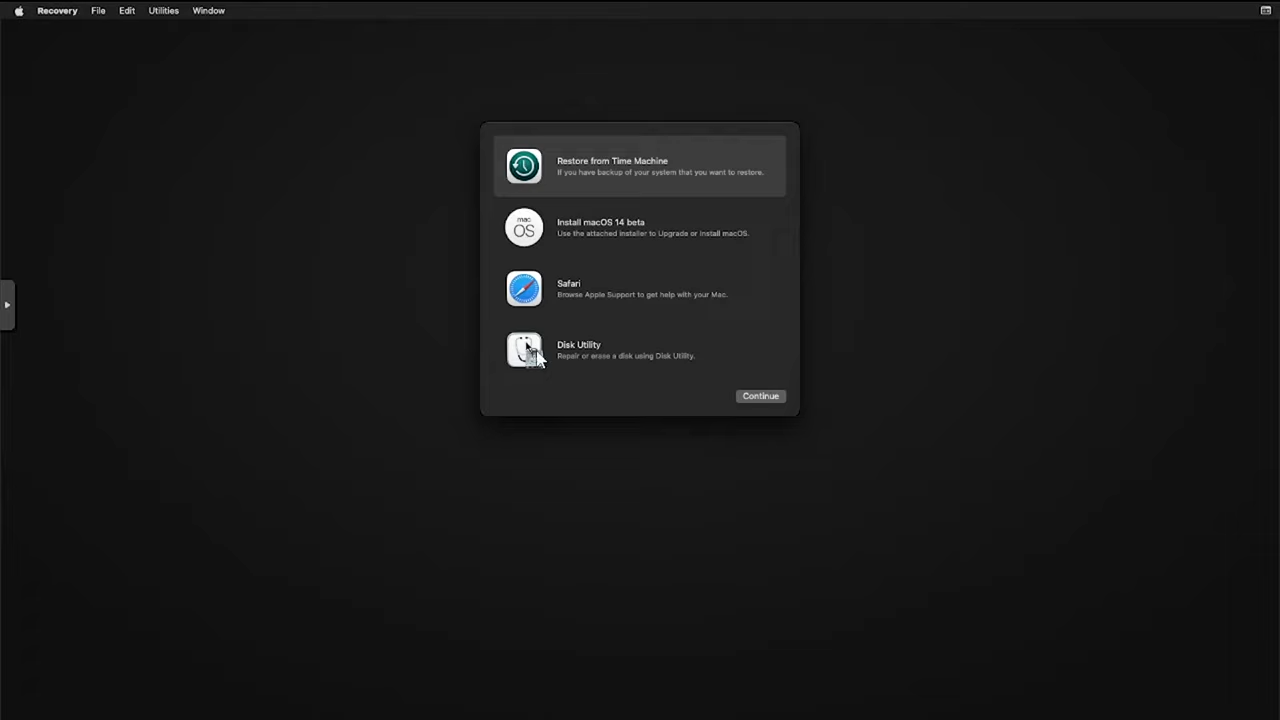 Recovery File Edit Utilities Window
Restore from Time Machine
If you have backup of your system that you want to restore.
mac
OS
Install macOS 14 beta
Use the attached installer to Upgrade or Install macOS.
Safari
Browse Apple Support to get help with your Mac.
Disk Utility
Repair or erase a disk using Disk Utility.
Continue